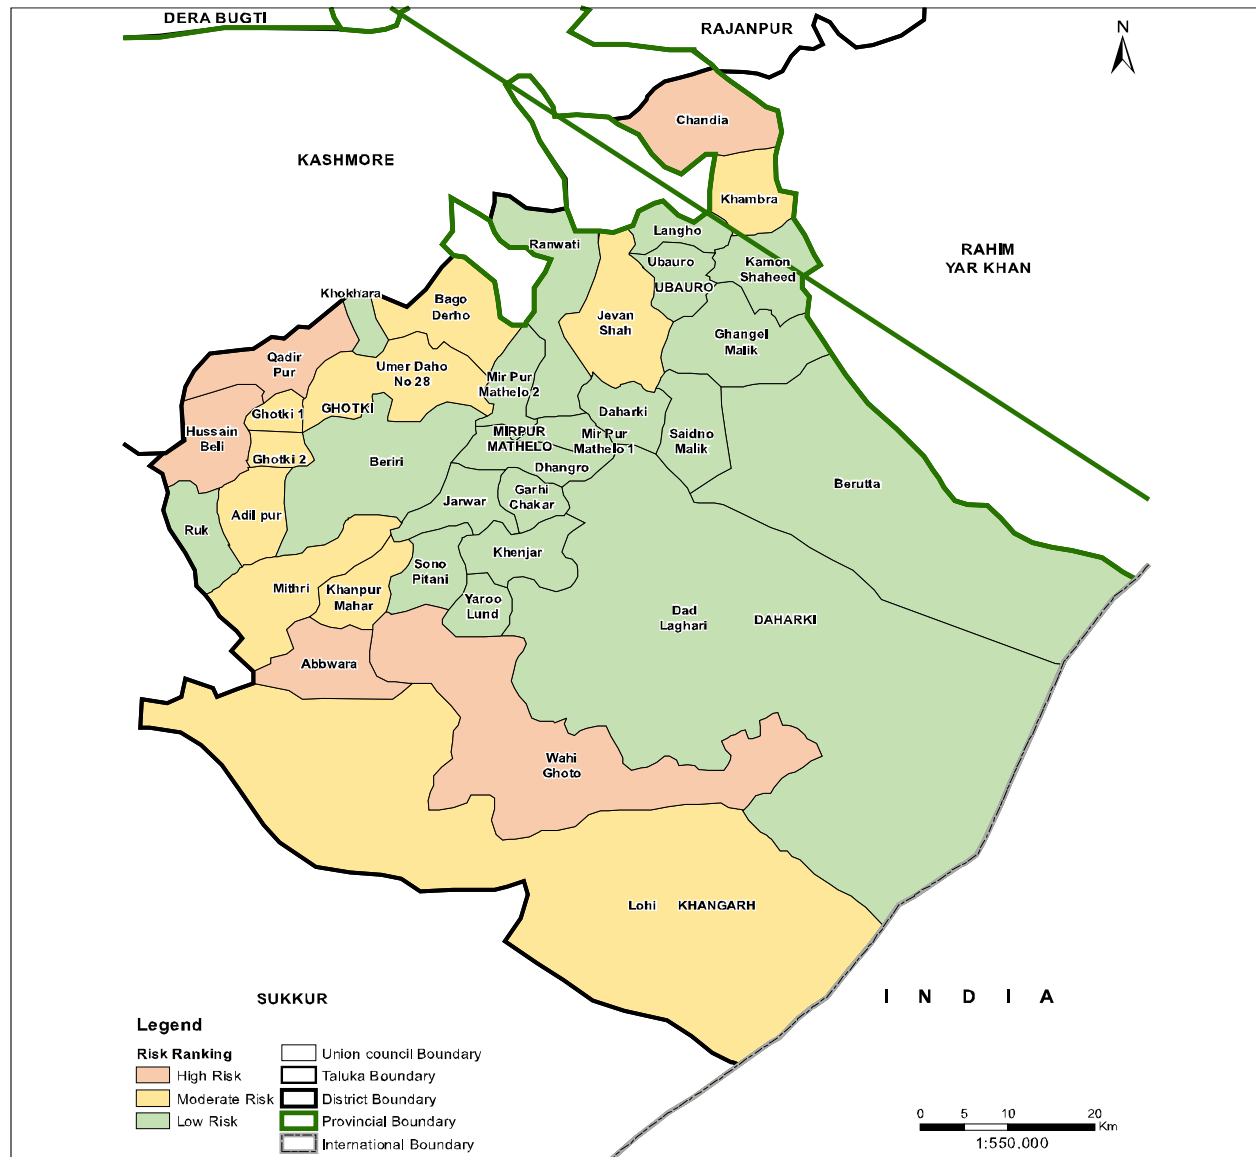 DERA BUGTI
RAJANPUR
N
Chandia
KASHMORE
Khambra
Langho
Ranwati
RAHIM
YAR KHAN
Ubauro
Kamon
Shaheed
UBAURO
Khokhara
Bago
Derho
Jevan
Shah
Ghangel
Malik
Qadir
Pur
Umer Daho
No 28
Mir Pur
Mathelo 2
Ghotki 1
GHOTKI
Daharki
Hussain
Beli
MIRPUR
MATHELO
Mir Pur
Mathelo 1
Saidno
Malik
Ghotki 2
Beriri
Dhangro
Berutta
Jarwar
Garhi
Chakar
Adil pur
Ruk
Khenjar
Sono
Pitani
Mithri
Khanpur
Mahar
Yaroo
Lund
Dad
Laghari
DAHARKI
Abbwara
Wahi
Ghoto
Lohi
KHANGARH
SUKKUR
I N D I A
Legend
Risk Ranking
High Risk
Moderate Risk
Low Risk
Union council Boundary
Taluka Boundary
District Boundary
Provincial Boundary
International Boundary
0 5 10 20
Km
1:550,000